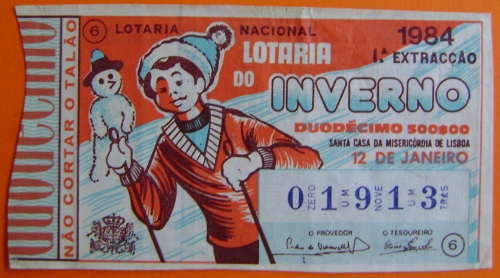 duodécimo
NÃO CORTAR O TALÃO
6 LOTARIA NACIONAL
LOTARIA
DO
INVERNO
1984
1.ª EXTRACÇÃO
DUODÉCIMO 500$00
SANTA CASA DA MISERICÓRDIA DE LISBOA
12 DE JANEIRO
0 ZERO 1 UM 9 NOVE 1 UM 3 TRÊS
O PROVEDOR O TESOUREIRO
6